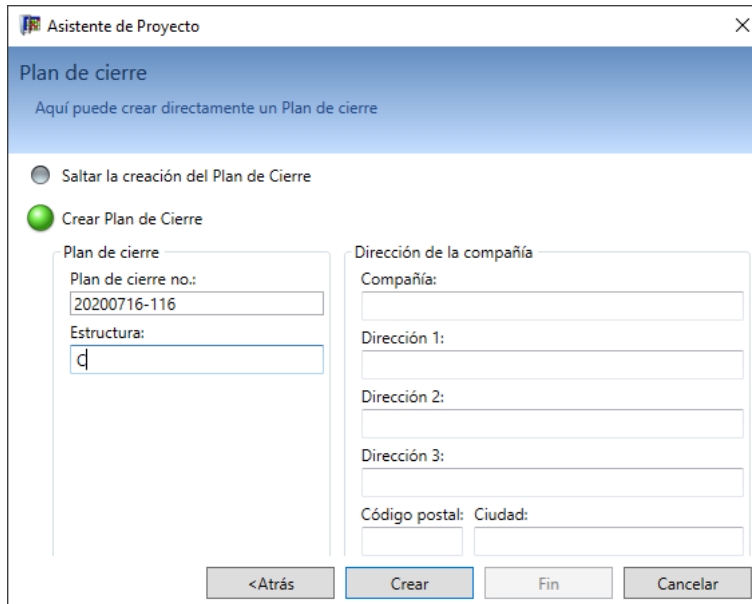 Asistente de Proyecto
Plan de cierre
Aquí puede crear directamente un Plan de cierre
Saltar la creación del Plan de Cierre
Crear Plan de Cierre
Plan de cierre
Plan de cierre no.:
20200716-116
Estructura:
C
Dirección de la compañía
Compañía:
Dirección 1:
Dirección 2:
Dirección 3:
Código postal: Ciudad:
<Atrás Crear Fin Cancelar